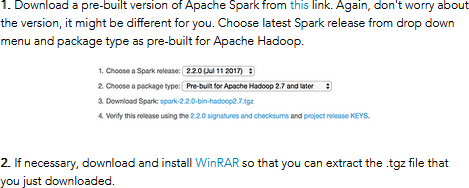 1. Download a pre-built version of Apache Spark from this link. Again, don't worry about
the version, it might be different for you. Choose latest Spark release from drop down
menu and package type as pre-built for Apache Hadoop.
1. Choose a Spark release: 2.2.0 (Jul 11 2017)
2. Choose a package type: Pre-built for Apache Hadoop 2.7 and later
3. Download Spark: spark-2.2.0-bin-hadoop2.7.tgz
4. Verify this release using the 2.2.0 signatures and checksums and project release KEYS.
2. If necessary, download and install WinRAR so that you can extract the .tgz file that
you just downloaded.